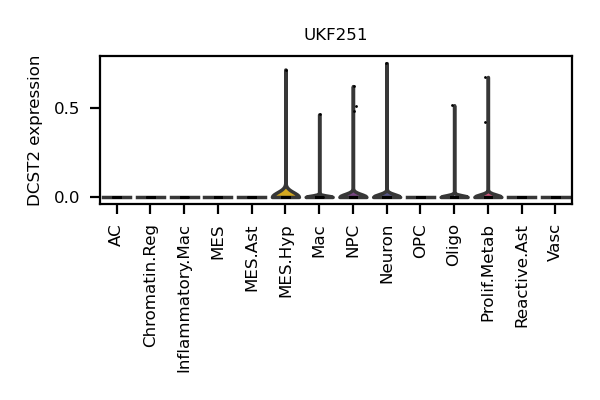 UKF251
DCST2 expression
0.5
0.0
AC
Chromatin.Reg
Inflammatory.Mac
MES
MES.Ast
MES.Hyp
Mac
NPC
Neuron
OPC
Oligo
Prolif.Metab
Reactive.Ast
Vasc